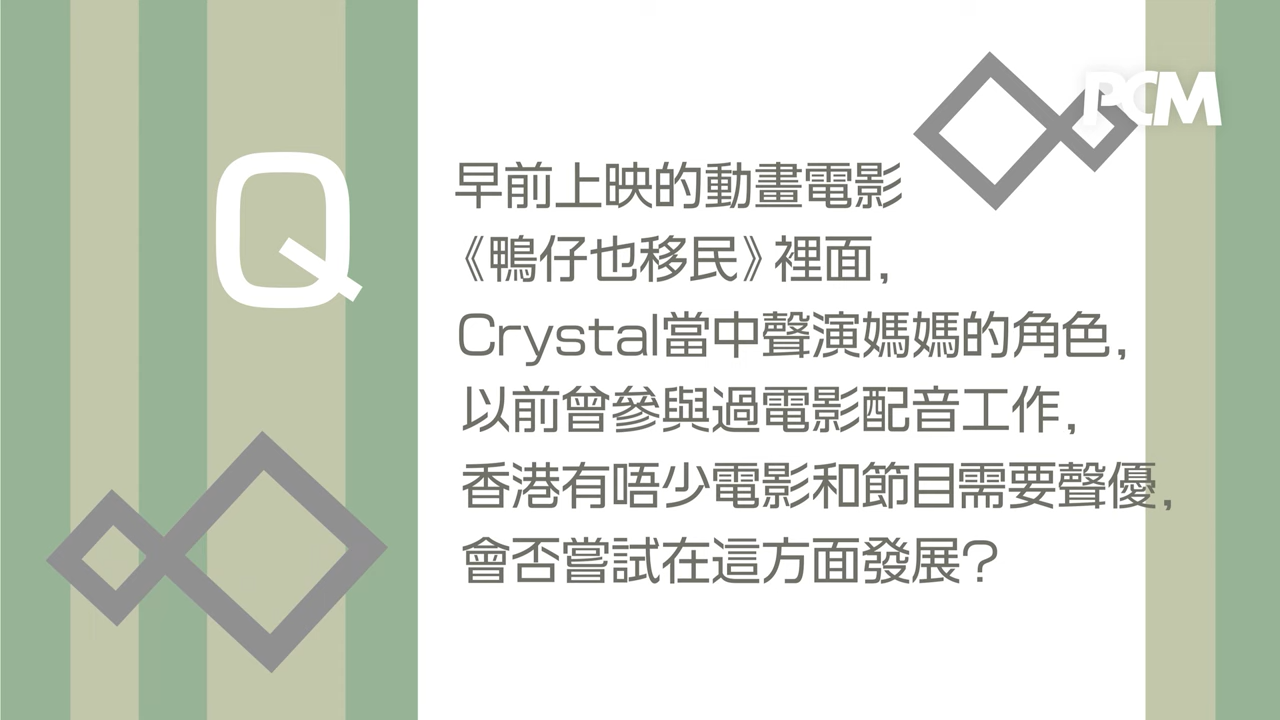 PCM
Q
早前上映的動畫電影
《鴨仔也移民》裡面,
Crystal當中聲演媽媽的角色,
以前曾參與過電影配音工作,
香港有唔少電影和節目需要聲優,
會否嘗試在這方面發展?